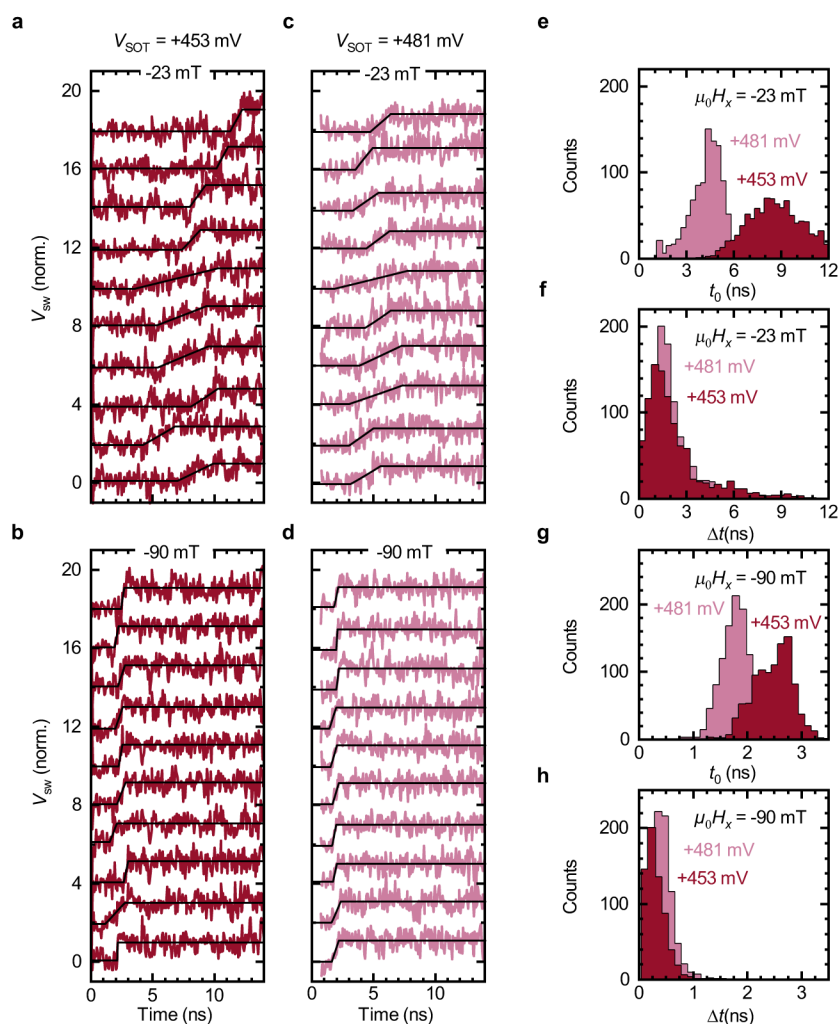 a
V_SOT = +453 mV
-23 mT
20
16
12
8
4
0
V_sw (norm.)
b
-90 mT
20
16
12
8
4
0
V_sw (norm.)
0 5 10
Time (ns)
c
V_SOT = +481 mV
-23 mT
d
-90 mT
0 5 10
Time (ns)
e
μ₀Hₓ = -23 mT
+481 mV
+453 mV
200
100
0
Counts
0 3 6 9 12
t₀ (ns)
f
μ₀Hₓ = -23 mT
+481 mV
+453 mV
200
100
0
Counts
0 3 6 9 12
Δt(ns)
g
μ₀Hₓ = -90 mT
+481 mV
+453 mV
200
100
0
Counts
0 1 2 3
t₀ (ns)
h
μ₀Hₓ = -90 mT
+481 mV
+453 mV
200
100
0
Counts
0 1 2 3
Δt(ns)